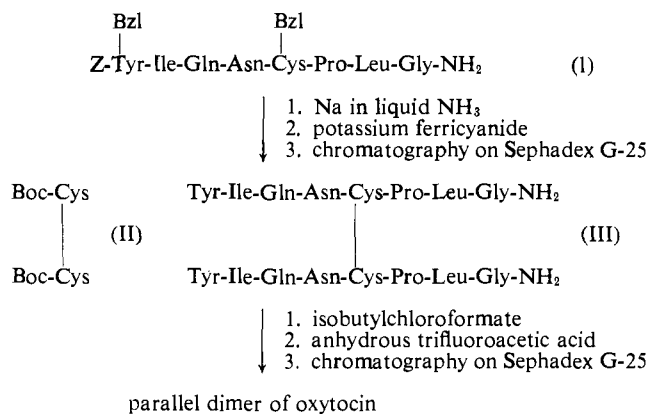 Bzl Bzl
Z-Tyr-Ile-Gln-Asn-Cys-Pro-Leu-Gly-NH₂ (I)
1. Na in liquid NH₃
2. potassium ferricyanide
3. chromatography on Sephadex G-25
Boc-Cys Tyr-Ile-Gln-Asn-Cys-Pro-Leu-Gly-NH₂
(II) (III)
Boc-Cys Tyr-Ile-Gln-Asn-Cys-Pro-Leu-Gly-NH₂
1. isobutylchloroformate
2. anhydrous trifluoroacetic acid
3. chromatography on Sephadex G-25
parallel dimer of oxytocin